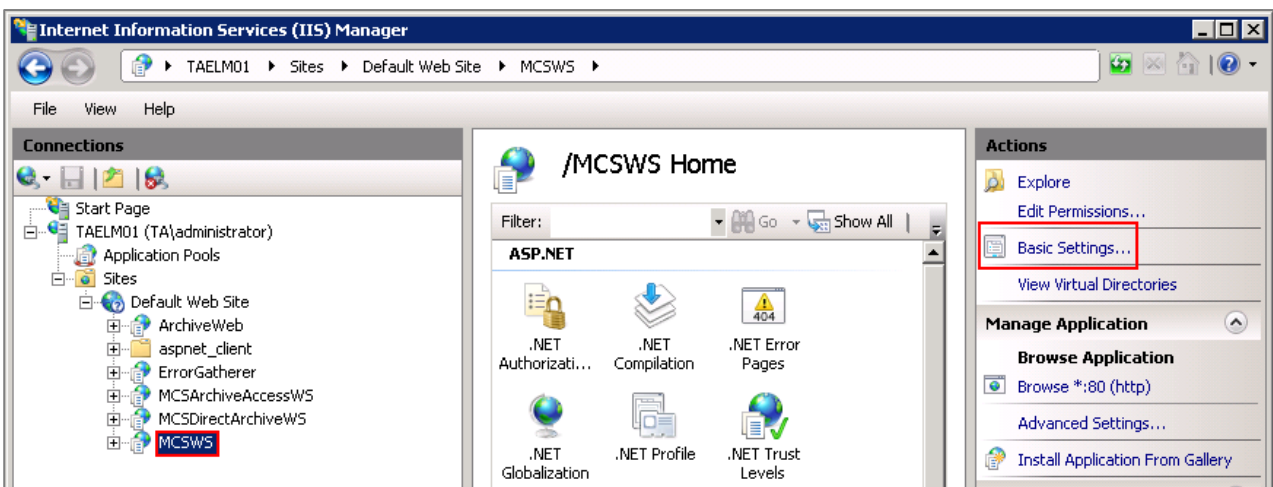 Internet Information Services (IIS) Manager
TAELM01 Sites Default Web Site MCSWS
File View Help
Connections
Start Page
TAELM01 (TA\administrator)
Application Pools
Sites
Default Web Site
ArchiveWeb
aspnet_client
ErrorGatherer
MCSArchiveAccessWS
MCSDirectArchiveWS
MCSWS
/MCSWS Home
Filter: Go Show All
ASP.NET
.NET Authorizati...
.NET Compilation
404
.NET Error Pages
.NET Globalization
.NET Profile
.NET Trust Levels
Actions
Explore
Edit Permissions...
Basic Settings...
View Virtual Directories
Manage Application
Browse Application
Browse *:80 (http)
Advanced Settings...
Install Application From Gallery